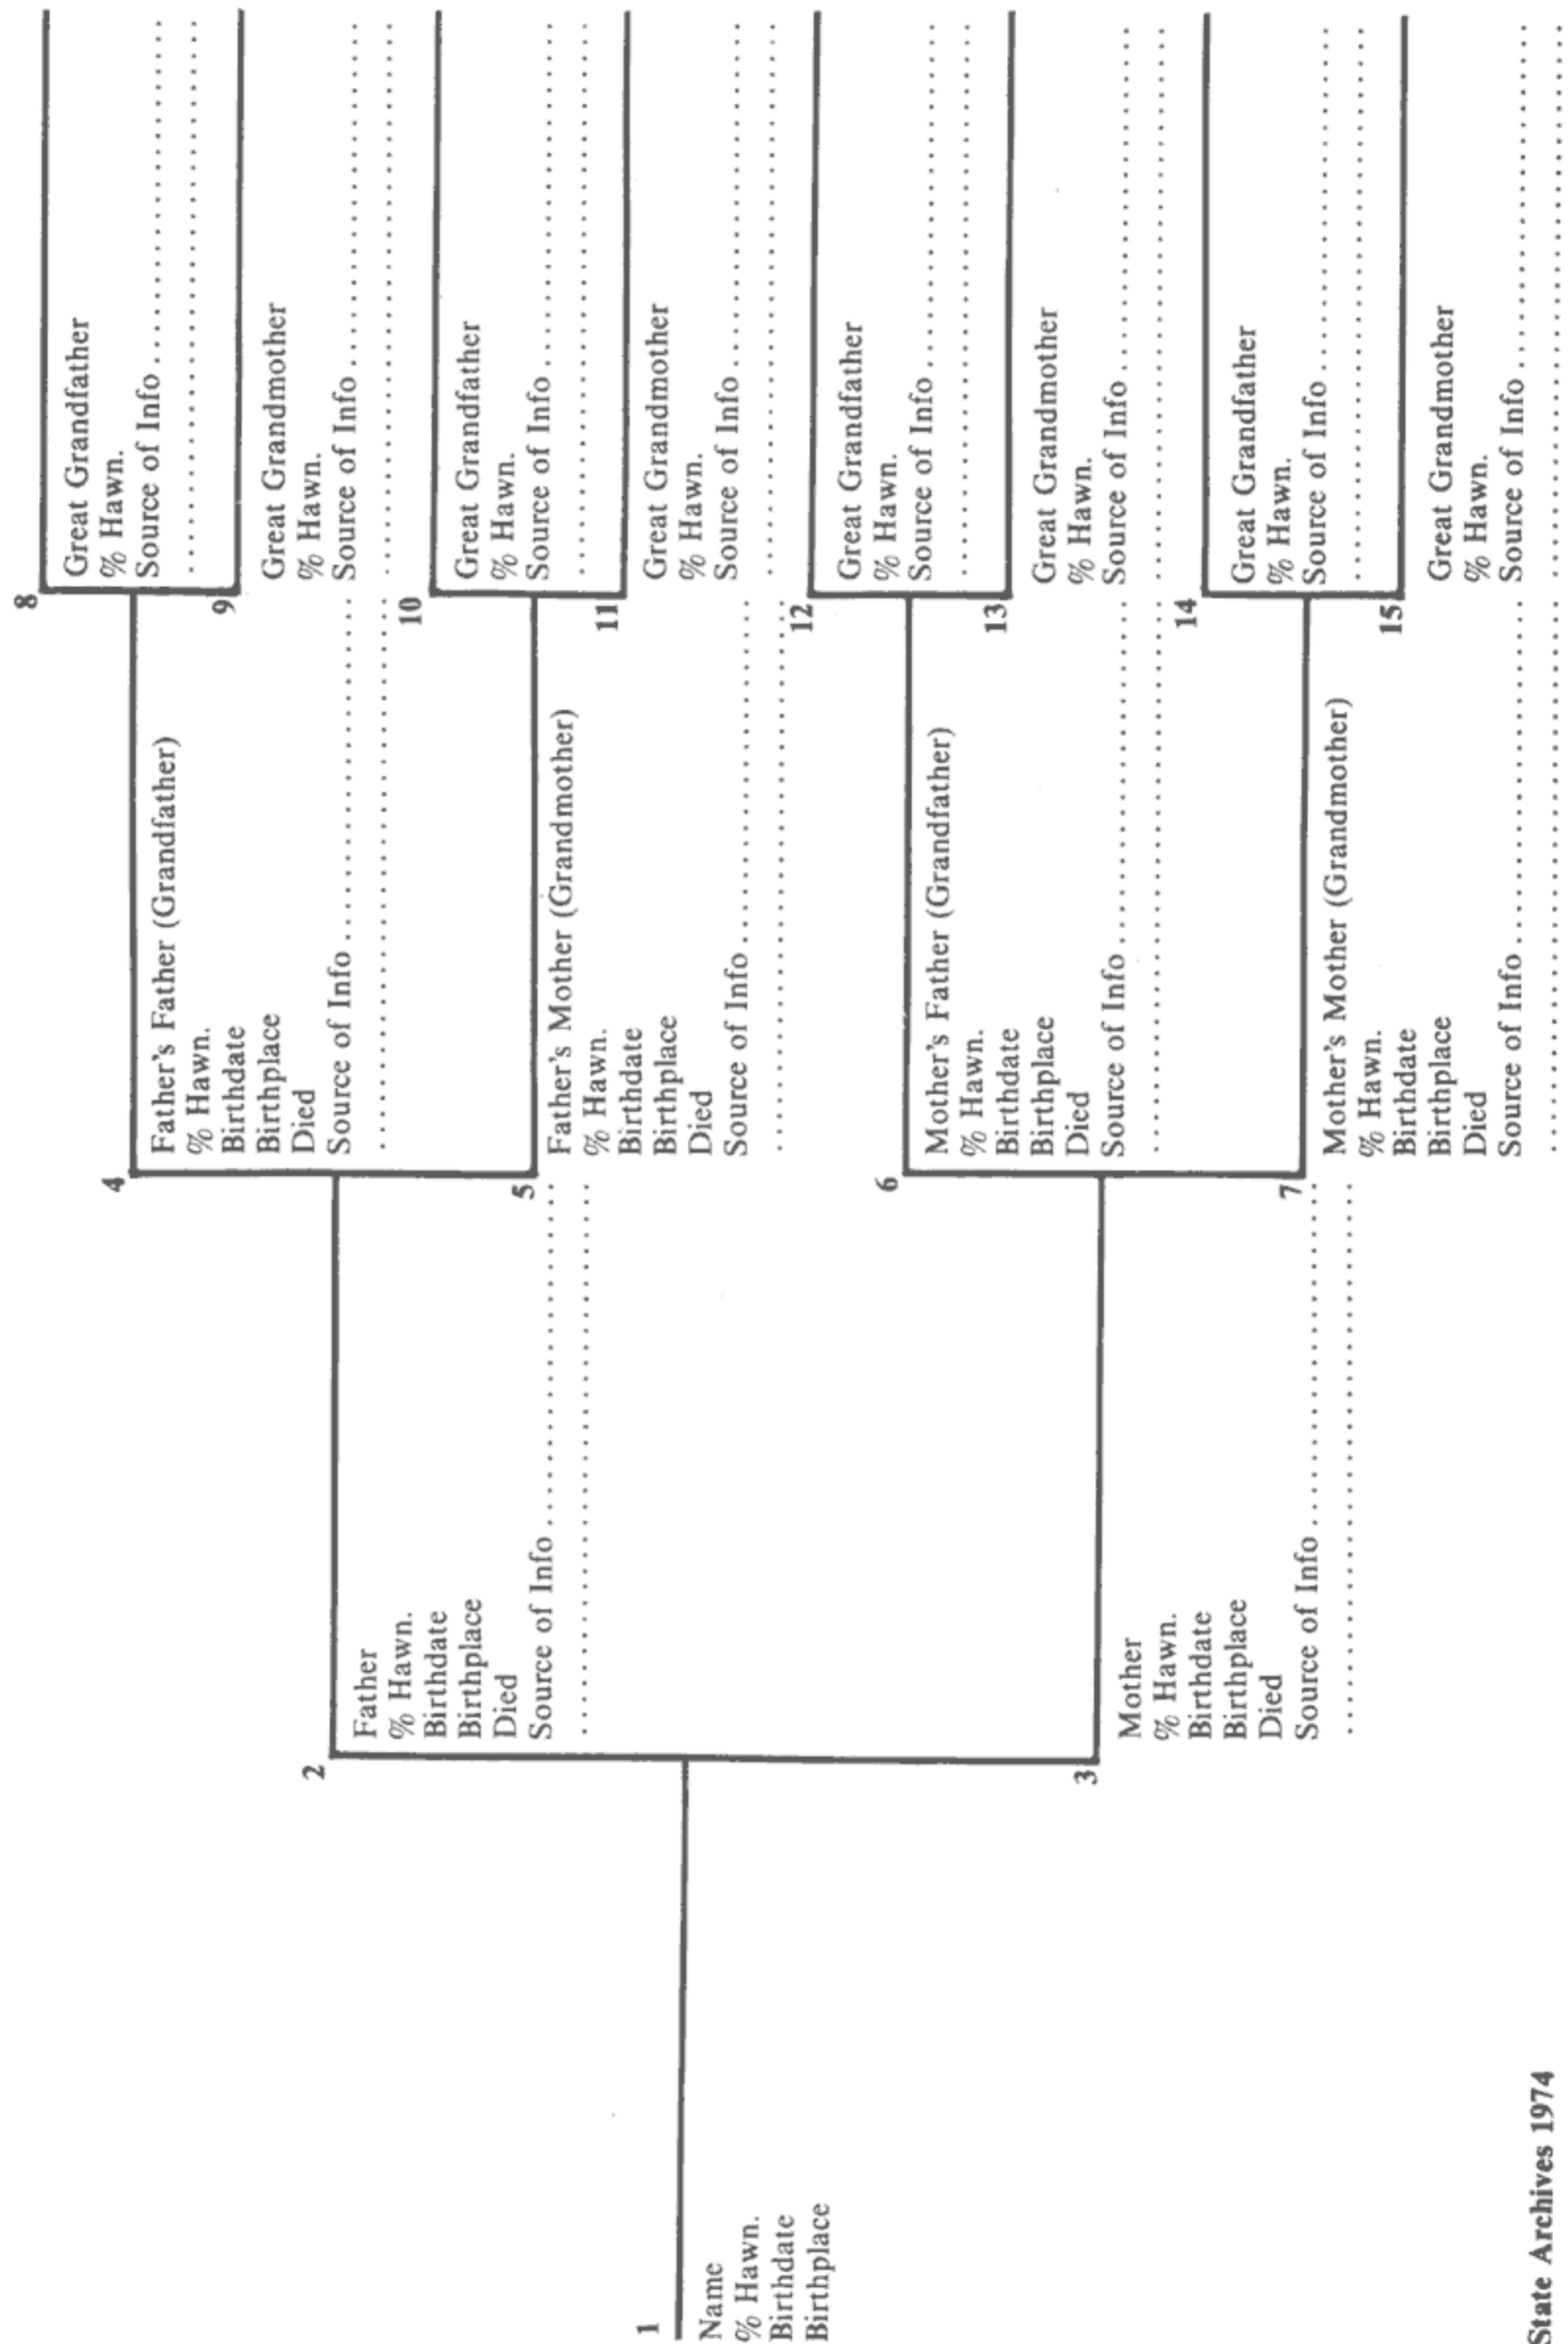 1
Name
% Hawn.
Birthdate
Birthplace
2
Father
% Hawn.
Birthdate
Birthplace
Died
Source of Info
3
Mother
% Hawn.
Birthdate
Birthplace
Died
Source of Info
4
Father's Father (Grandfather)
% Hawn.
Birthdate
Birthplace
Died
Source of Info
5
Father's Mother (Grandmother)
% Hawn.
Birthdate
Birthplace
Died
Source of Info
6
Mother's Father (Grandfather)
% Hawn.
Birthdate
Birthplace
Died
Source of Info
7
Mother's Mother (Grandmother)
% Hawn.
Birthdate
Birthplace
Died
Source of Info
8
Great Grandfather
% Hawn.
Source of Info
9
Great Grandmother
% Hawn.
Source of Info
10
Great Grandfather
% Hawn.
Source of Info
11
Great Grandmother
% Hawn.
Source of Info
12
Great Grandfather
% Hawn.
Source of Info
13
Great Grandmother
% Hawn.
Source of Info
14
Great Grandfather
% Hawn.
Source of Info
15
Great Grandmother
% Hawn.
Source of Info
State Archives 1974